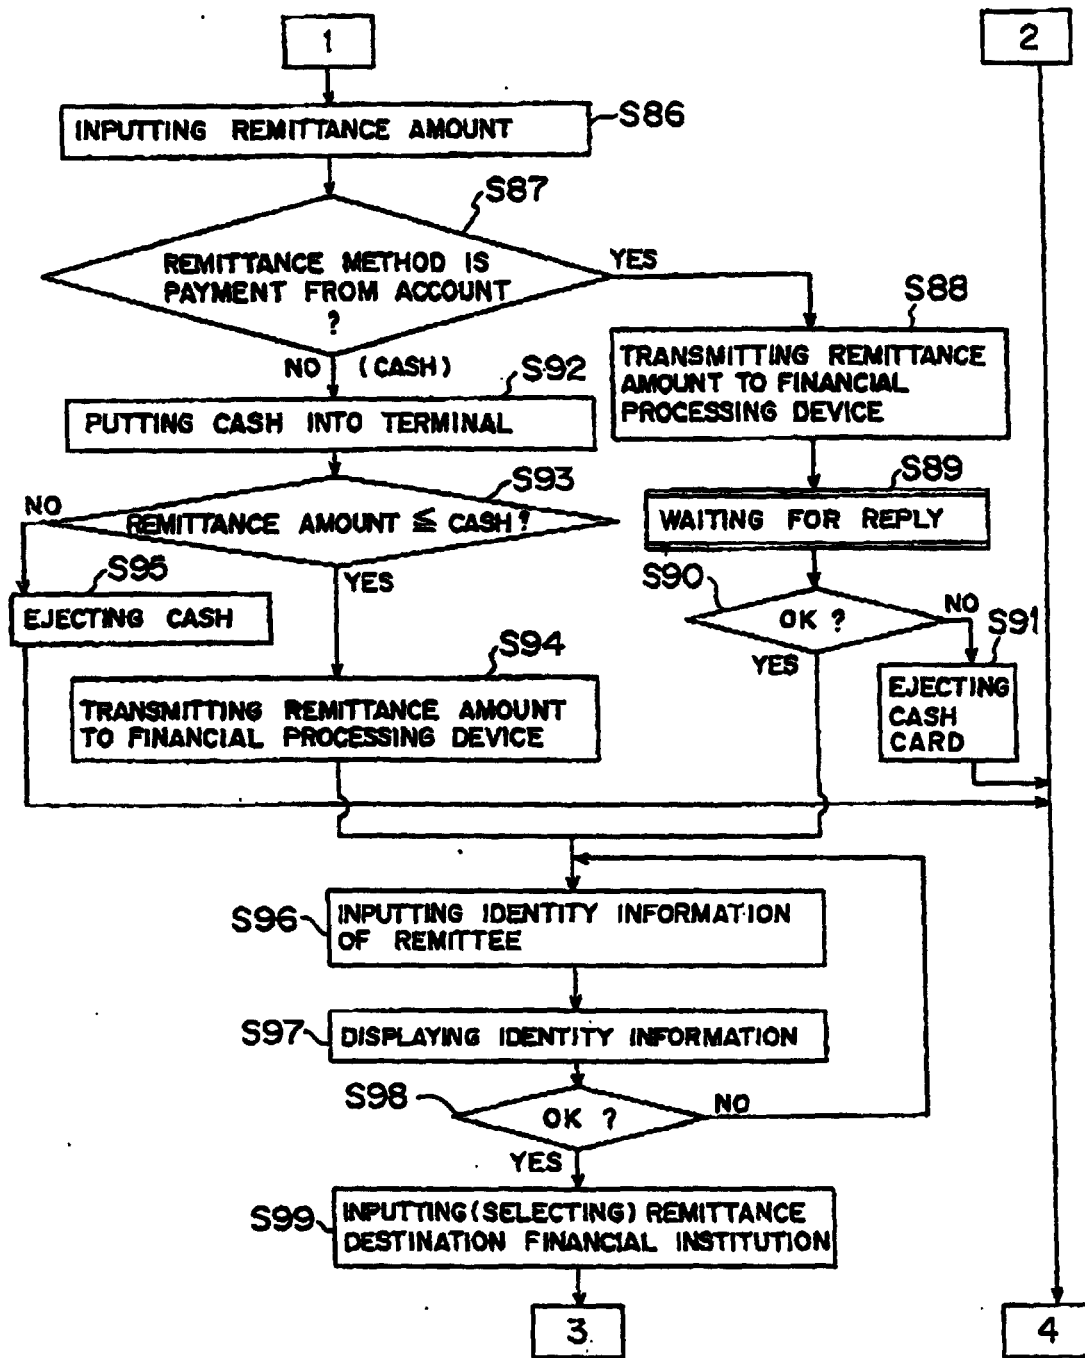 1
2
INPUTTING REMITTANCE AMOUNT
S86
S87
REMITTANCE METHOD IS
PAYMENT FROM ACCOUNT
?
YES
NO (CASH)
S88
TRANSMITTING REMITTANCE
AMOUNT TO FINANCIAL
PROCESSING DEVICE
S92
PUTTING CASH INTO TERMINAL
S93
NO
REMITTANCE AMOUNT ≦ CASH?
YES
S89
WAITING FOR REPLY
S90
OK ?
NO
YES
S91
EJECTING
CASH
CARD
S95
EJECTING CASH
S94
TRANSMITTING REMITTANCE AMOUNT
TO FINANCIAL PROCESSING DEVICE
S96
INPUTTING IDENTITY INFORMATION
OF REMITTEE
S97
DISPLAYING IDENTITY INFORMATION
S98
OK ?
NO
YES
S99
INPUTTING(SELECTING) REMITTANCE
DESTINATION FINANCIAL INSTITUTION
3
4